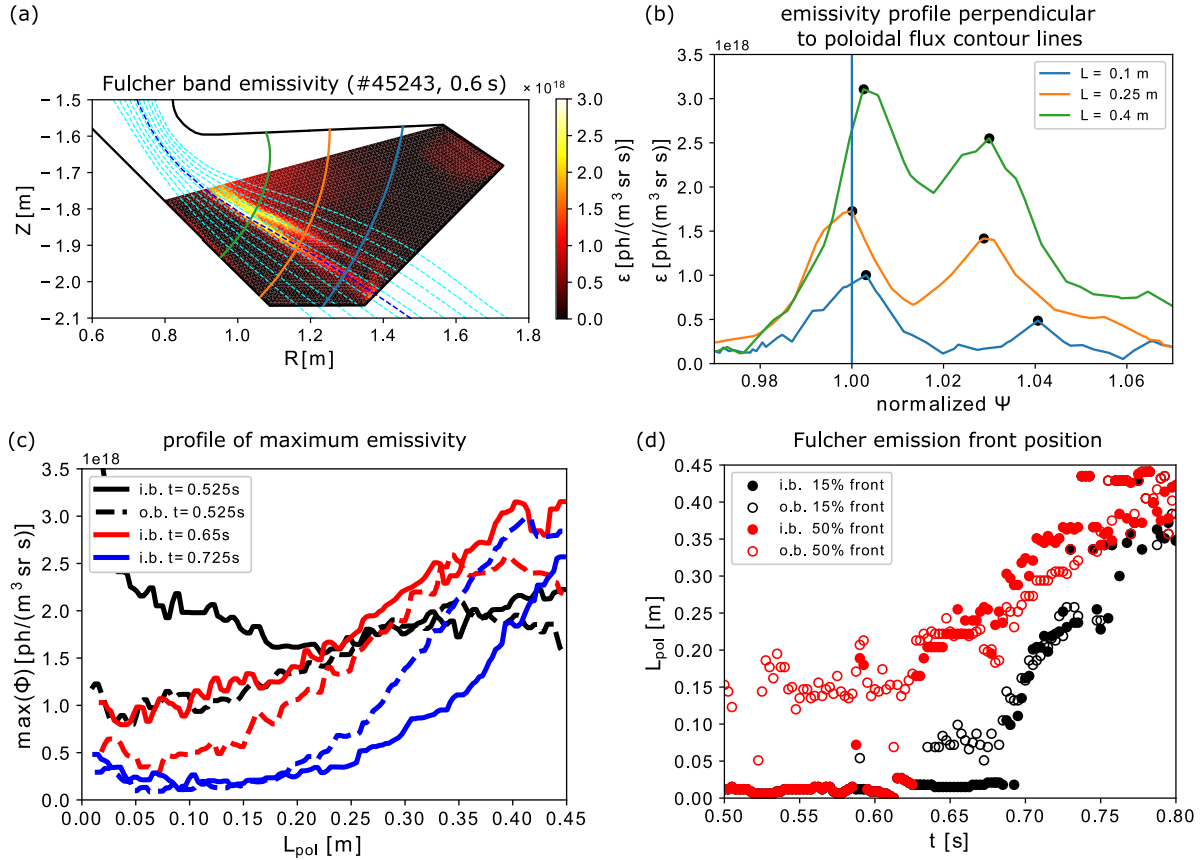 (a)
Fulcher band emissivity (#45243, 0.6 s)
× 10¹⁸
−1.5
−1.6
−1.7
−1.8
−1.9
−2.0
−2.1
Z [m]
0.6
0.8
1.0
1.2
1.4
1.6
1.8
R[m]
3.0
2.5
2.0
1.5
1.0
0.5
0.0
ε [ph/(m³ sr s)]
(b)
emissivity profile perpendicular
to poloidal flux contour lines
1e18
3.5
3.0
2.5
2.0
1.5
1.0
0.5
0.0
ε [ph/(m³ sr s)]
L = 0.1 m
L = 0.25 m
L = 0.4 m
0.98
1.00
1.02
1.04
1.06
normalized Ψ
(c)
profile of maximum emissivity
1e18
3.5
3.0
2.5
2.0
1.5
1.0
0.5
0.0
max(Φ) [ph/(m³ sr s)]
i.b. t= 0.525s
o.b. t= 0.525s
i.b. t= 0.65s
i.b. t= 0.725s
0.00
0.05
0.10
0.15
0.20
0.25
0.30
0.35
0.40
0.45
Lpol [m]
(d)
Fulcher emission front position
0.45
0.40
0.35
0.30
0.25
0.20
0.15
0.10
0.05
0.00
Lpol [m]
i.b. 15% front
o.b. 15% front
i.b. 50% front
o.b. 50% front
0.50
0.55
0.60
0.65
0.70
0.75
0.80
t [s]